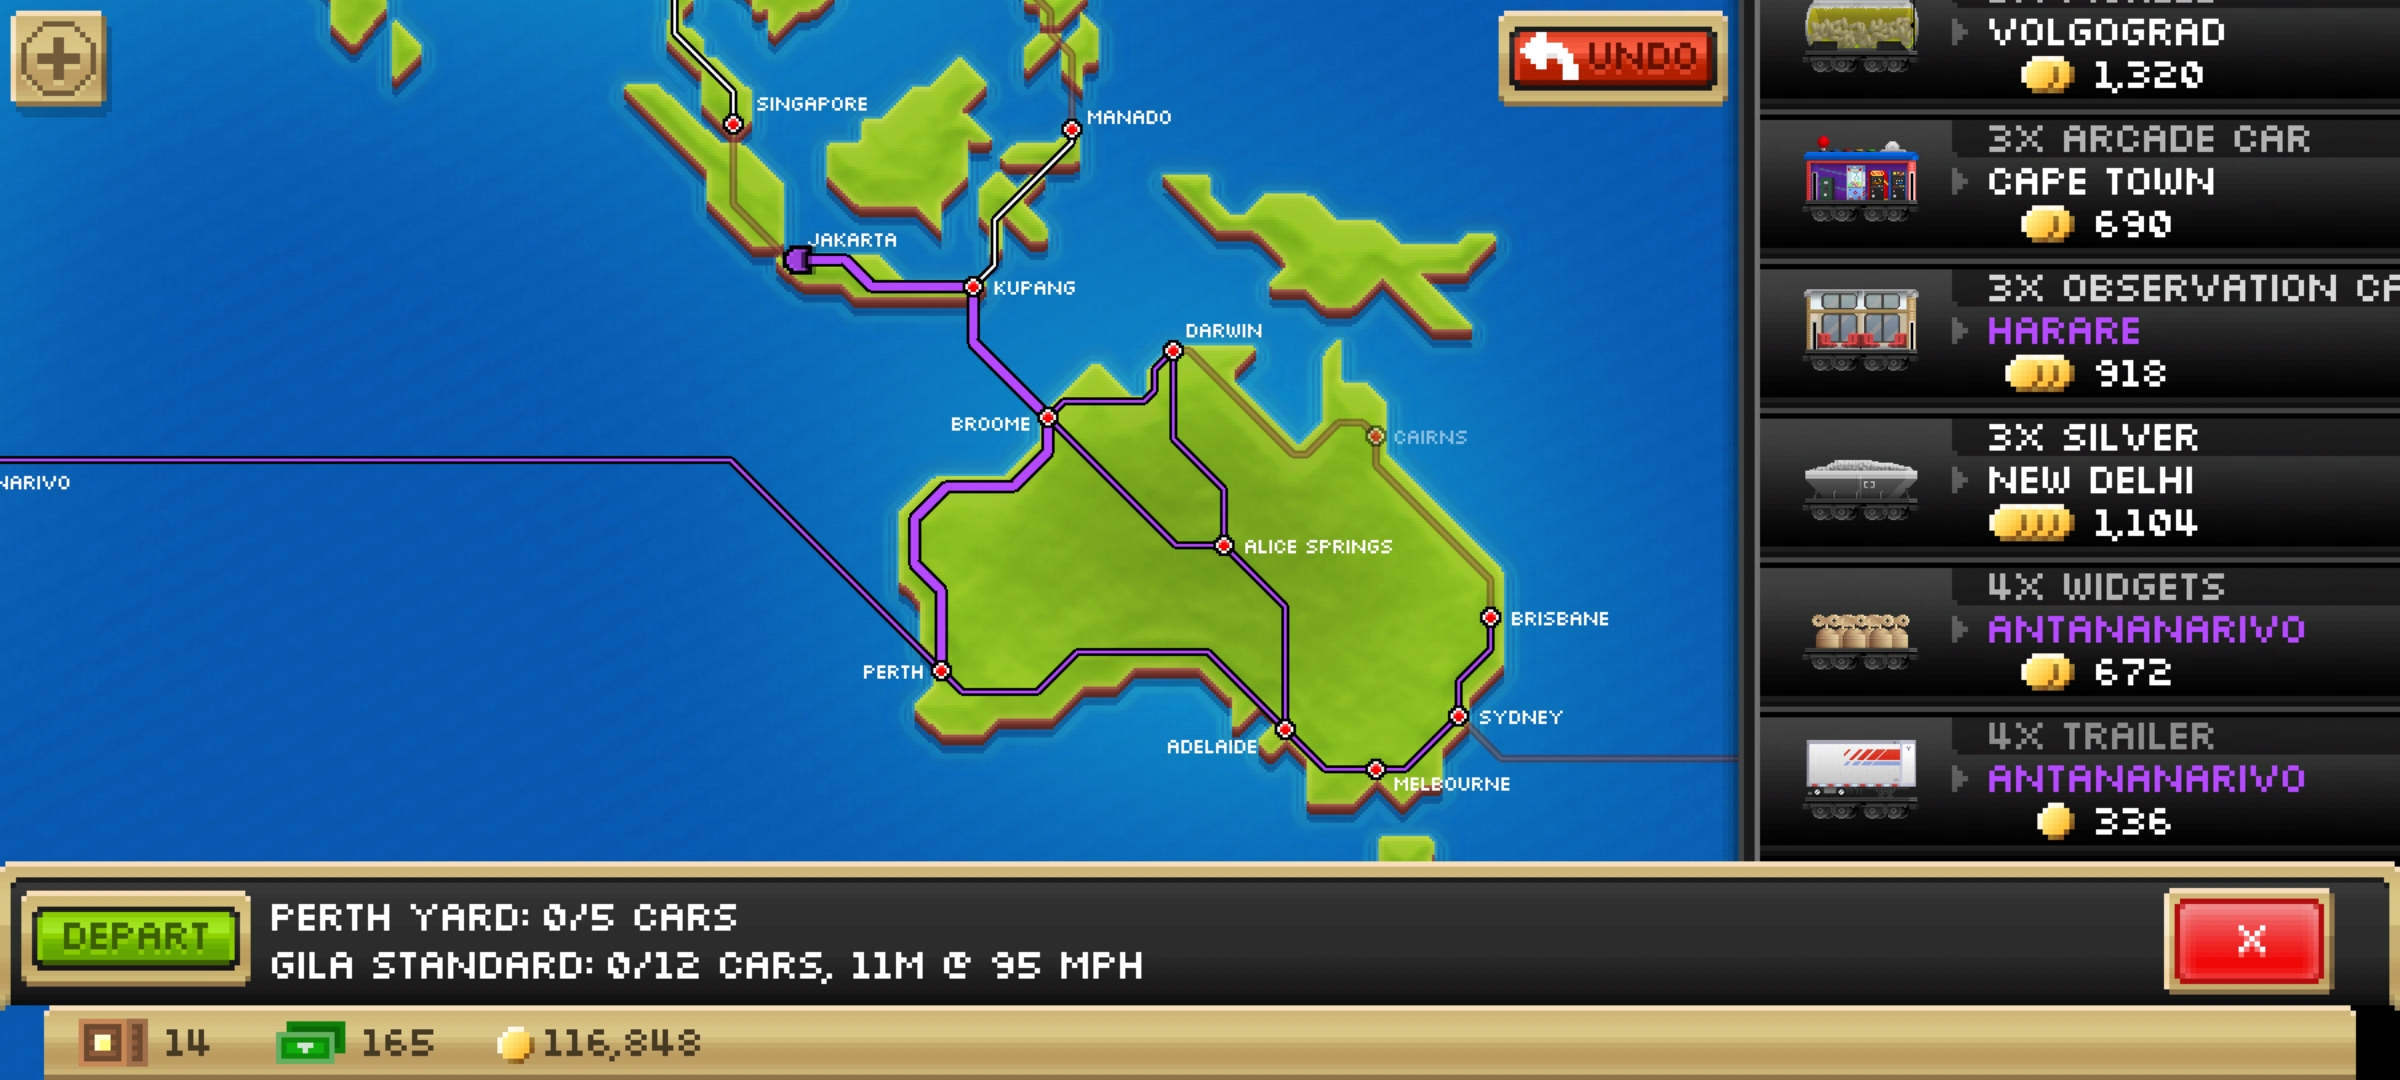 UNDO
SINGAPORE
MANADO
JAKARTA
KUPANG
DARWIN
BROOME
CAIRNS
NARIVO
ALICE SPRINGS
BRISBANE
PERTH
SYDNEY
ADELAIDE
MELBOURNE
VOLGOGRAD
1,320
3X ARCADE CAR
CAPE TOWN
690
3X OBSERVATION CA
HARARE
918
3X SILVER
NEW DELHI
1,104
4X WIDGETS
ANTANANARIVO
672
4X TRAILER
ANTANANARIVO
336
DEPART
PERTH YARD: 0/5 CARS
GILA STANDARD: 0/12 CARS, 11M @ 95 MPH
X
14
165
116,848